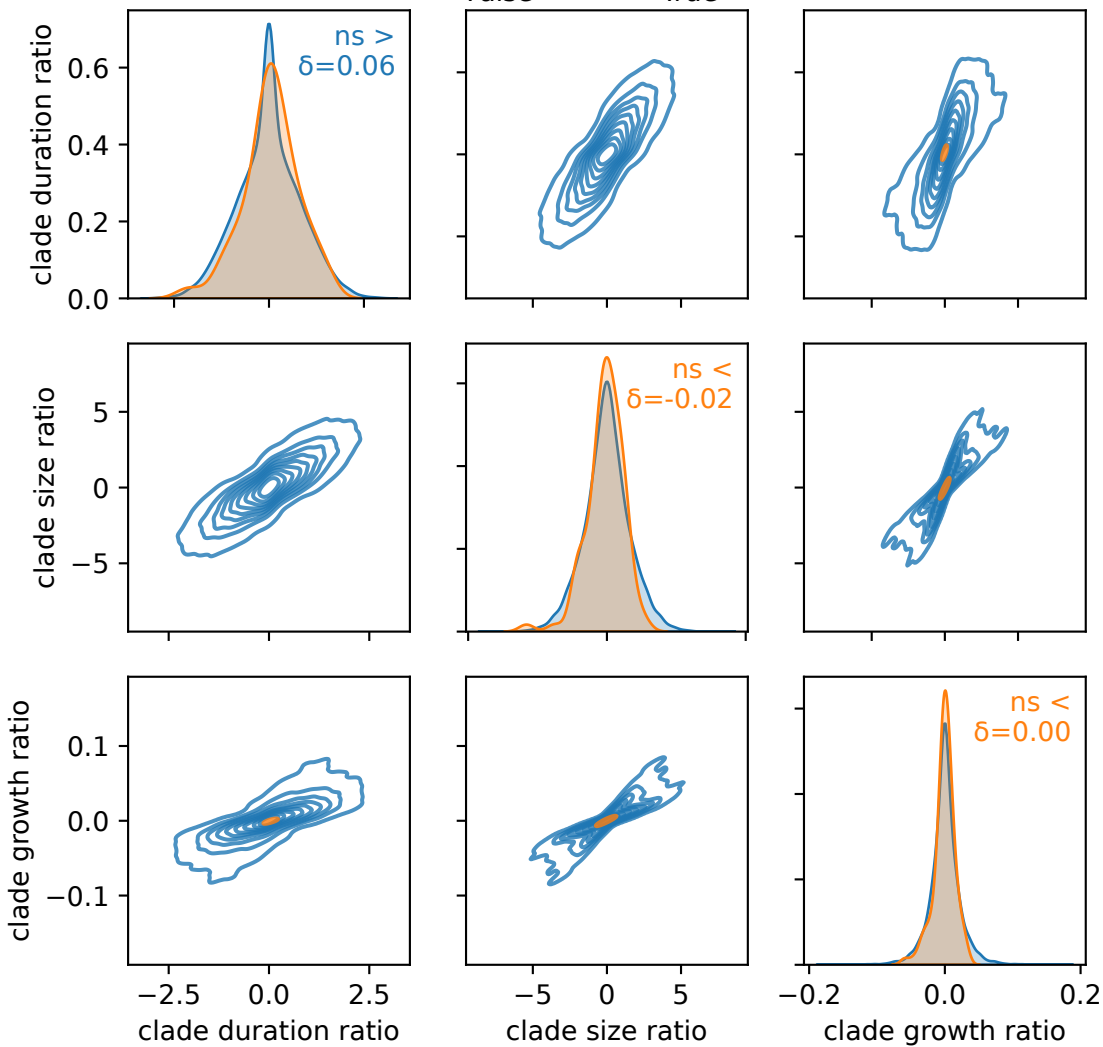 clade duration ratio
0.6
0.4
0.2
0.0
ns >
δ=0.06
clade size ratio
5
0
−5
ns <
δ=-0.02
clade growth ratio
0.1
0.0
−0.1
ns <
δ=0.00
−2.5 0.0 2.5
−5 0 5
−0.2 0.0 0.2
clade duration ratio
clade size ratio
clade growth ratio